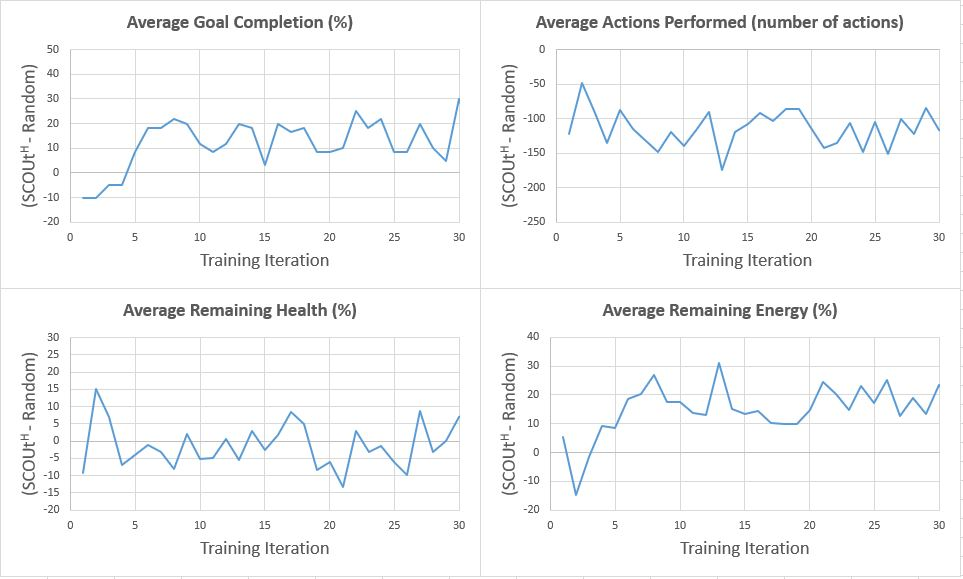 Average Goal Completion (%)
(SCOUtᴴ - Random)
50
40
30
20
10
0
-10
-20
0 5 10 15 20 25 30
Training Iteration
Average Actions Performed (number of actions)
(SCOUtᴴ - Random)
0
-50
-100
-150
-200
-250
0 5 10 15 20 25 30
Training Iteration
Average Remaining Health (%)
(SCOUtᴴ - Random)
30
25
20
15
10
5
0
-5
-10
-15
-20
0 5 10 15 20 25 30
Training Iteration
Average Remaining Energy (%)
(SCOUtᴴ - Random)
40
30
20
10
0
-10
-20
0 5 10 15 20 25 30
Training Iteration